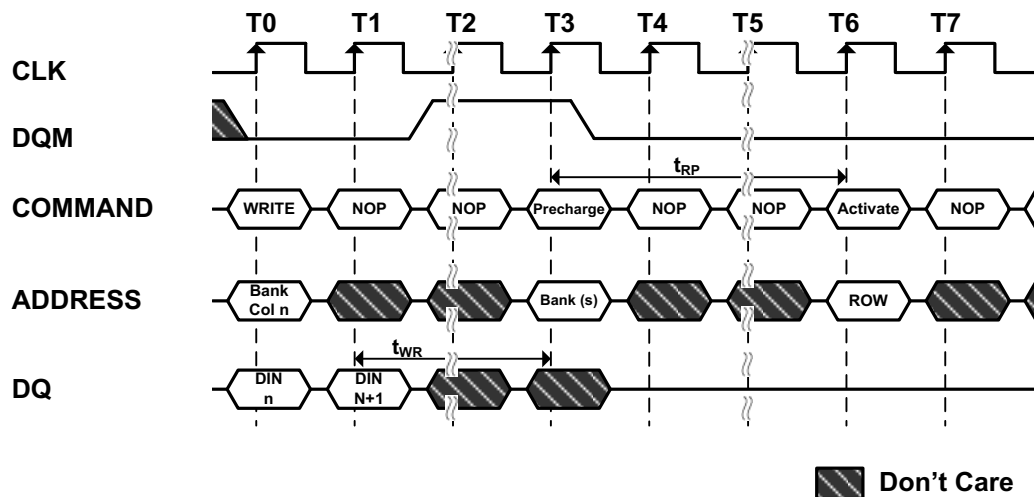 T0 T1 T2 T3 T4 T5 T6 T7
CLK
DQM
tRP
COMMAND WRITE NOP NOP Precharge NOP NOP Activate NOP
ADDRESS Bank Col n Bank (s) ROW
tWR
DQ DIN n DIN N+1
Don't Care